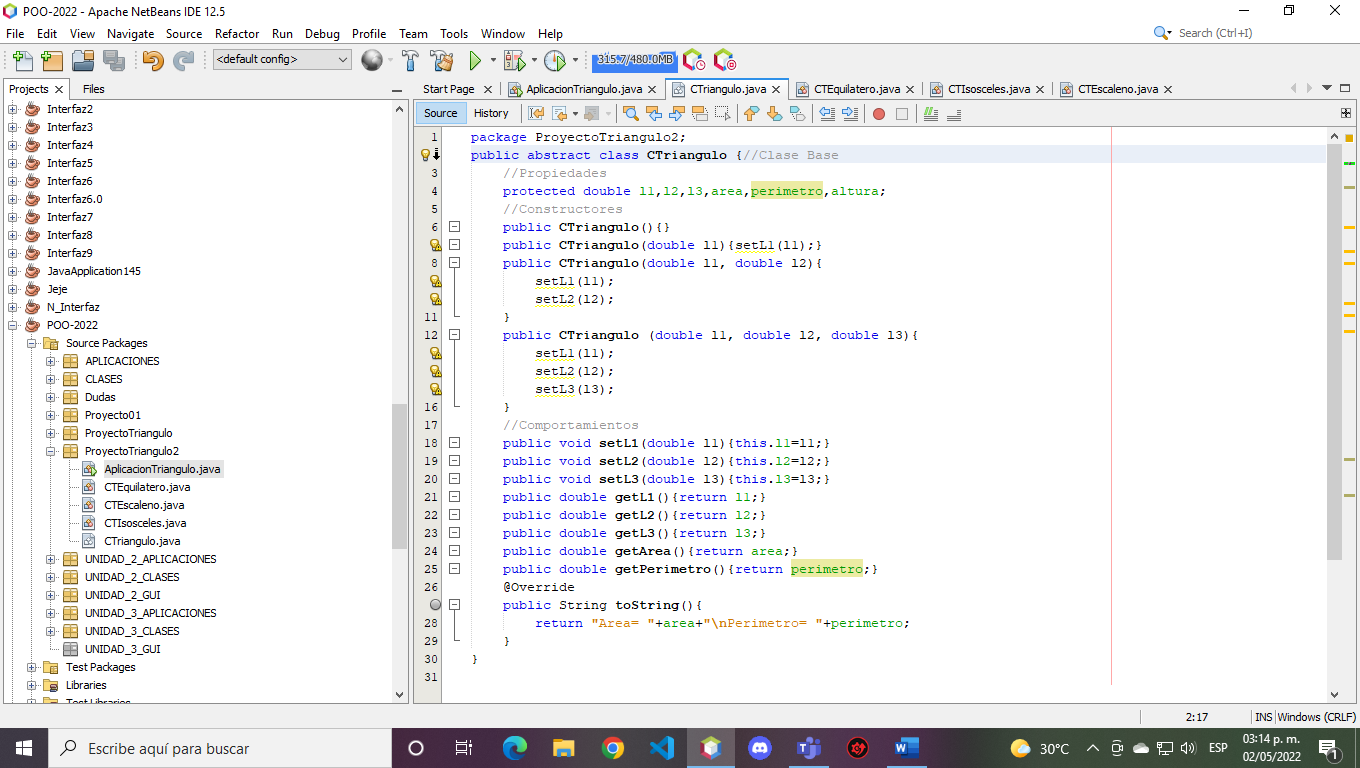 POO-2022 - Apache NetBeans IDE 12.5
File Edit View Navigate Source Refactor Run Debug Profile Team Tools Window Help
Search (Ctrl+I)
<default config>
315.7/480.0MB
Projects Files
Start Page AplicacionTriangulo.java CTriangulo.java CTEquilatero.java CTIsosceles.java CTEscaleno.java
Source History
Interfaz2
Interfaz3
Interfaz4
Interfaz5
Interfaz6
Interfaz6.0
Interfaz7
Interfaz8
Interfaz9
JavaApplication145
Jeje
N_Interfaz
POO-2022
Source Packages
APLICACIONES
CLASES
Dudas
Proyecto01
ProyectoTriangulo
ProyectoTriangulo2
AplicacionTriangulo.java
CTEquilatero.java
CTEscaleno.java
CTIsosceles.java
CTriangulo.java
UNIDAD_2_APLICACIONES
UNIDAD_2_CLASES
UNIDAD_2_GUI
UNIDAD_3_APLICACIONES
UNIDAD_3_CLASES
UNIDAD_3_GUI
Test Packages
Libraries
Test Libraries
1 package ProyectoTriangulo2;
public abstract class CTriangulo {//Clase Base
3 //Propiedades
4 protected double l1,l2,l3,area,perimetro,altura;
5 //Constructores
6 public CTriangulo(){}
public CTriangulo(double l1){setL1(l1);}
8 public CTriangulo(double l1, double l2){
setL1(l1);
setL2(l2);
11 }
12 public CTriangulo (double l1, double l2, double l3){
setL1(l1);
setL2(l2);
setL3(l3);
16 }
17 //Comportamientos
18 public void setL1(double l1){this.l1=l1;}
19 public void setL2(double l2){this.l2=l2;}
20 public void setL3(double l3){this.l3=l3;}
21 public double getL1(){return l1;}
22 public double getL2(){return l2;}
23 public double getL3(){return l3;}
24 public double getArea(){return area;}
25 public double getPerimetro(){return perimetro;}
26 @Override
public String toString(){
28 return "Area= "+area+"\nPerimetro= "+perimetro;
29 }
30 }
31
2:17 INS Windows (CRLF)
Escribe aquí para buscar
30°C ESP 03:14 p. m.
02/05/2022
1